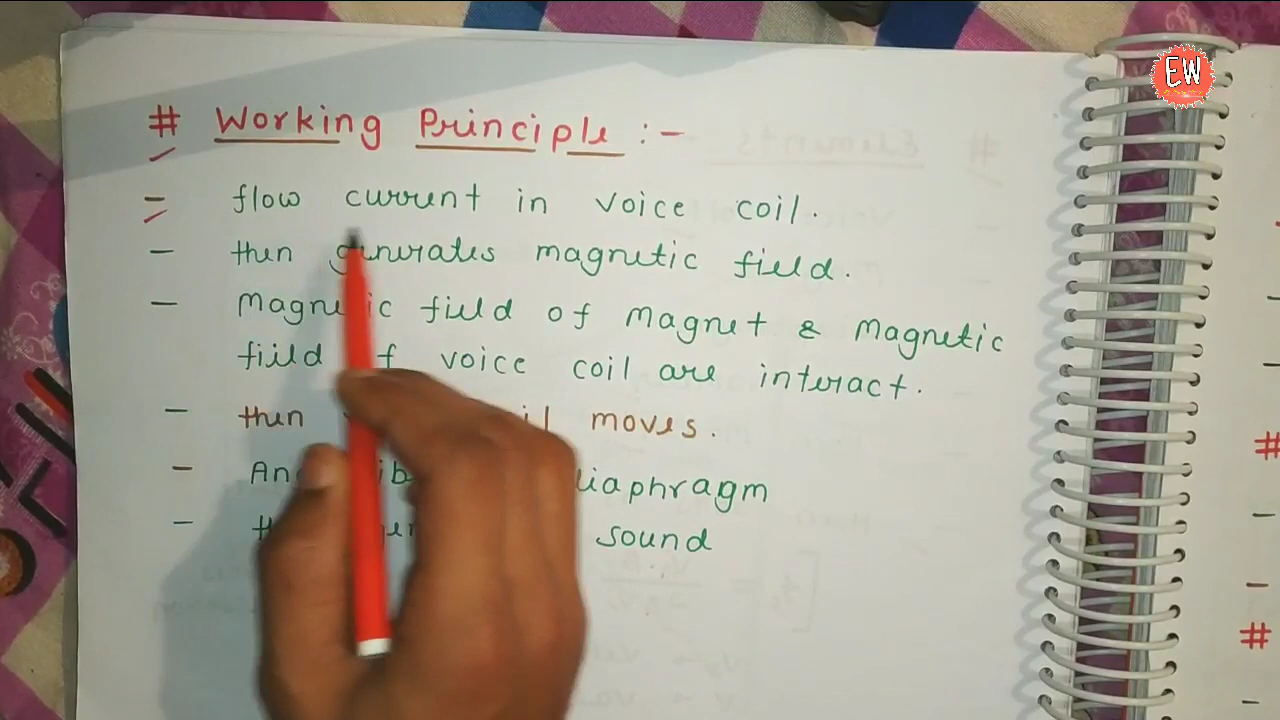 EW
# Working Principle :-
- flow current in voice coil.
- then generates magnetic field.
- Magnetic field of magnet & Magnetic
field of voice coil are interact.
- then moves.
- diaphragm
- sound
#
-
-
#
-